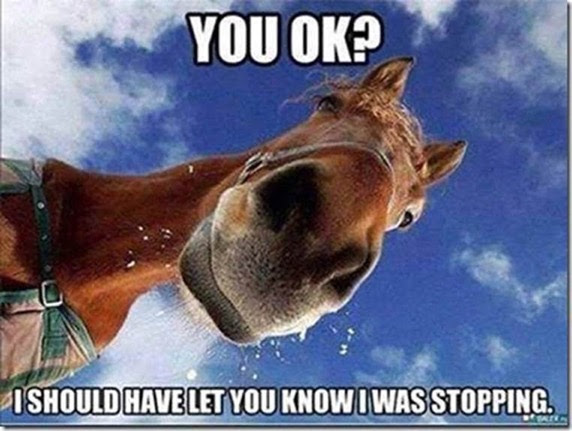 YOU OK?
I SHOULD HAVE LET YOU KNOW I WAS STOPPING.